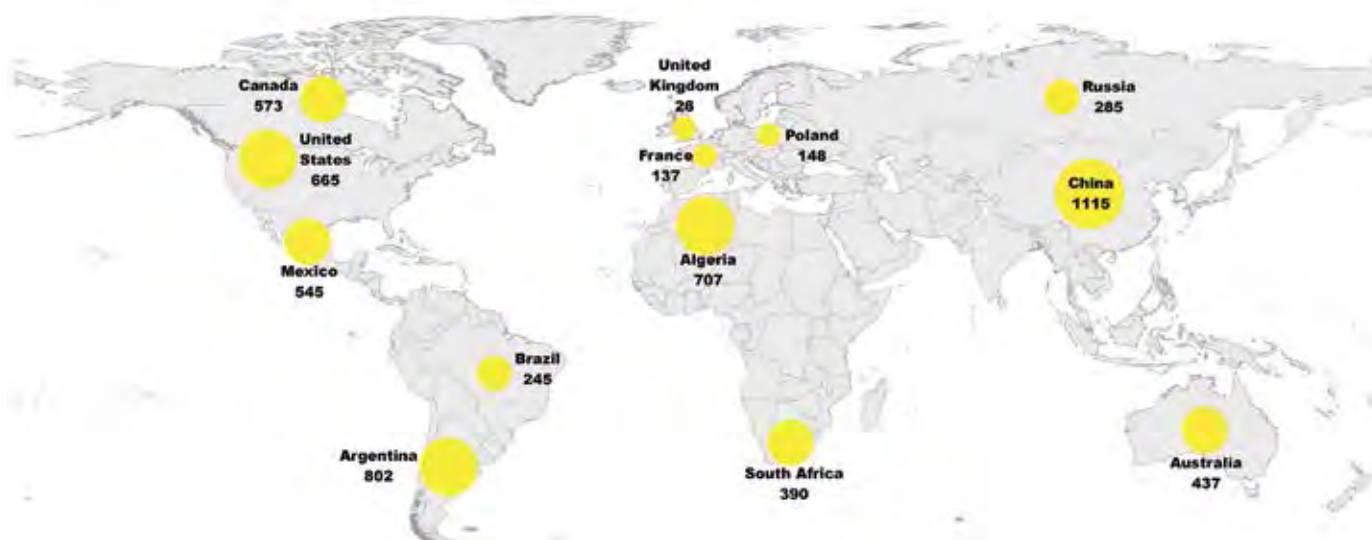 Canada
573
United
States
665
Mexico
545
Brazil
245
Argentina
802
United
Kingdom
26
France
137
Poland
148
Algeria
707
South Africa
390
Russia
285
China
1115
Australia
437